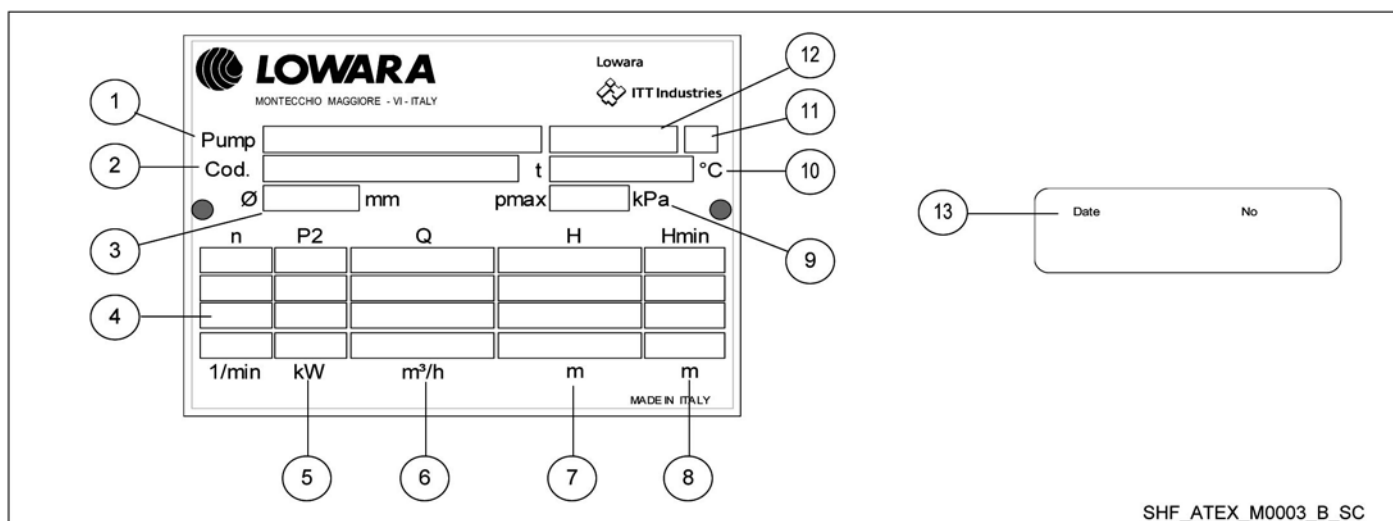 LOWARA
MONTECCHIO MAGGIORE - VI - ITALY
Lowara
ITT Industries
12
1
Pump
11
2
Cod.
t
°C
10
Ø
mm
pmax
kPa
13
Date
No
3
n
P2
Q
H
Hmin
9
4
1/min
kW
m³/h
m
m
MADE IN ITALY
5
6
7
8
SHF_ATEX_M0003_B_SC